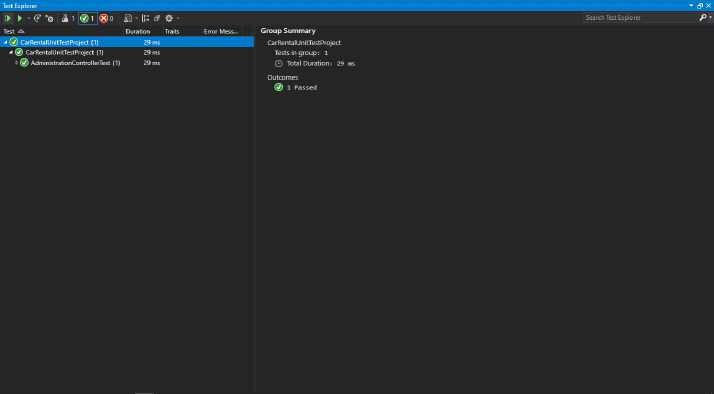 Test Explorer
1 1 0 Search Test Explorer
Test Duration Traits Error Mess...
CarRentalUnitTestProject (1) 29 ms
CarRentalUnitTestProject (1) 29 ms
AdministrationControllerTest (1) 29 ms
Group Summary
CarRentalUnitTestProject
Tests in group: 1
Total Duration: 29 ms
Outcomes
1 Passed